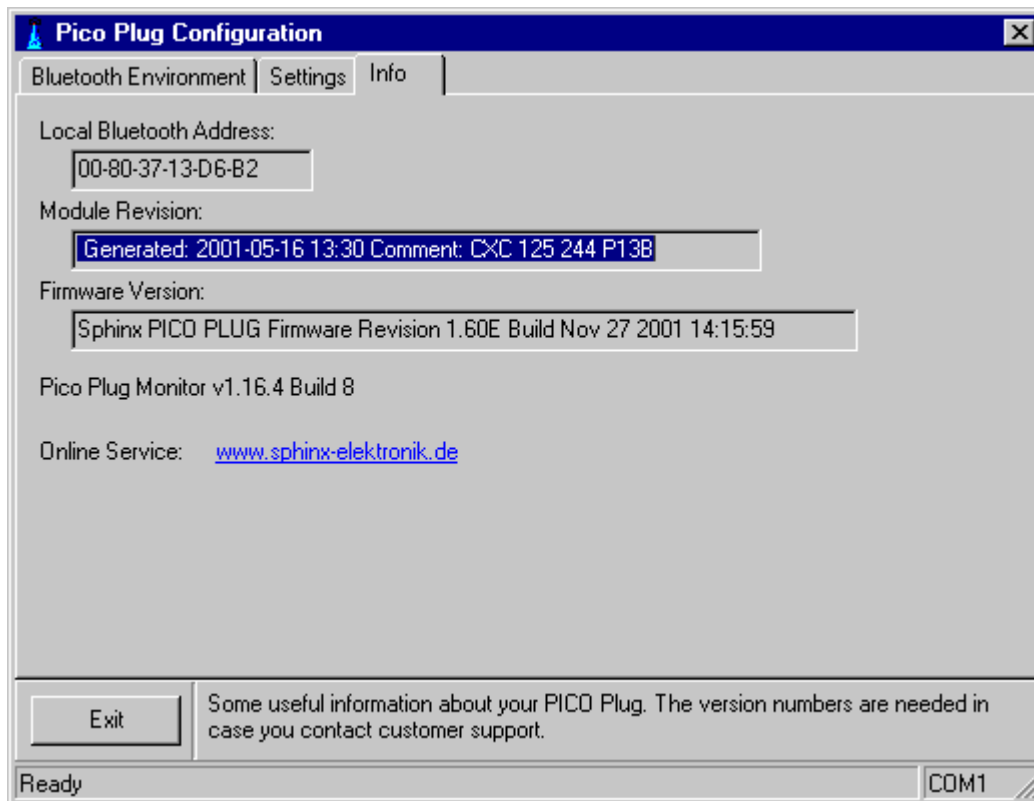 Pico Plug Configuration
Bluetooth Environment Settings Info
Local Bluetooth Address:
00-80-37-13-D6-B2
Module Revision:
Generated: 2001-05-16 13:30 Comment: CXC 125 244 P13B
Firmware Version:
Sphinx PICO PLUG Firmware Revision 1.60E Build Nov 27 2001 14:15:59
Pico Plug Monitor v1.16.4 Build 8
Online Service: www.sphinx-elektronik.de
Exit
Some useful information about your PICO Plug. The version numbers are needed in
case you contact customer support.
Ready COM1